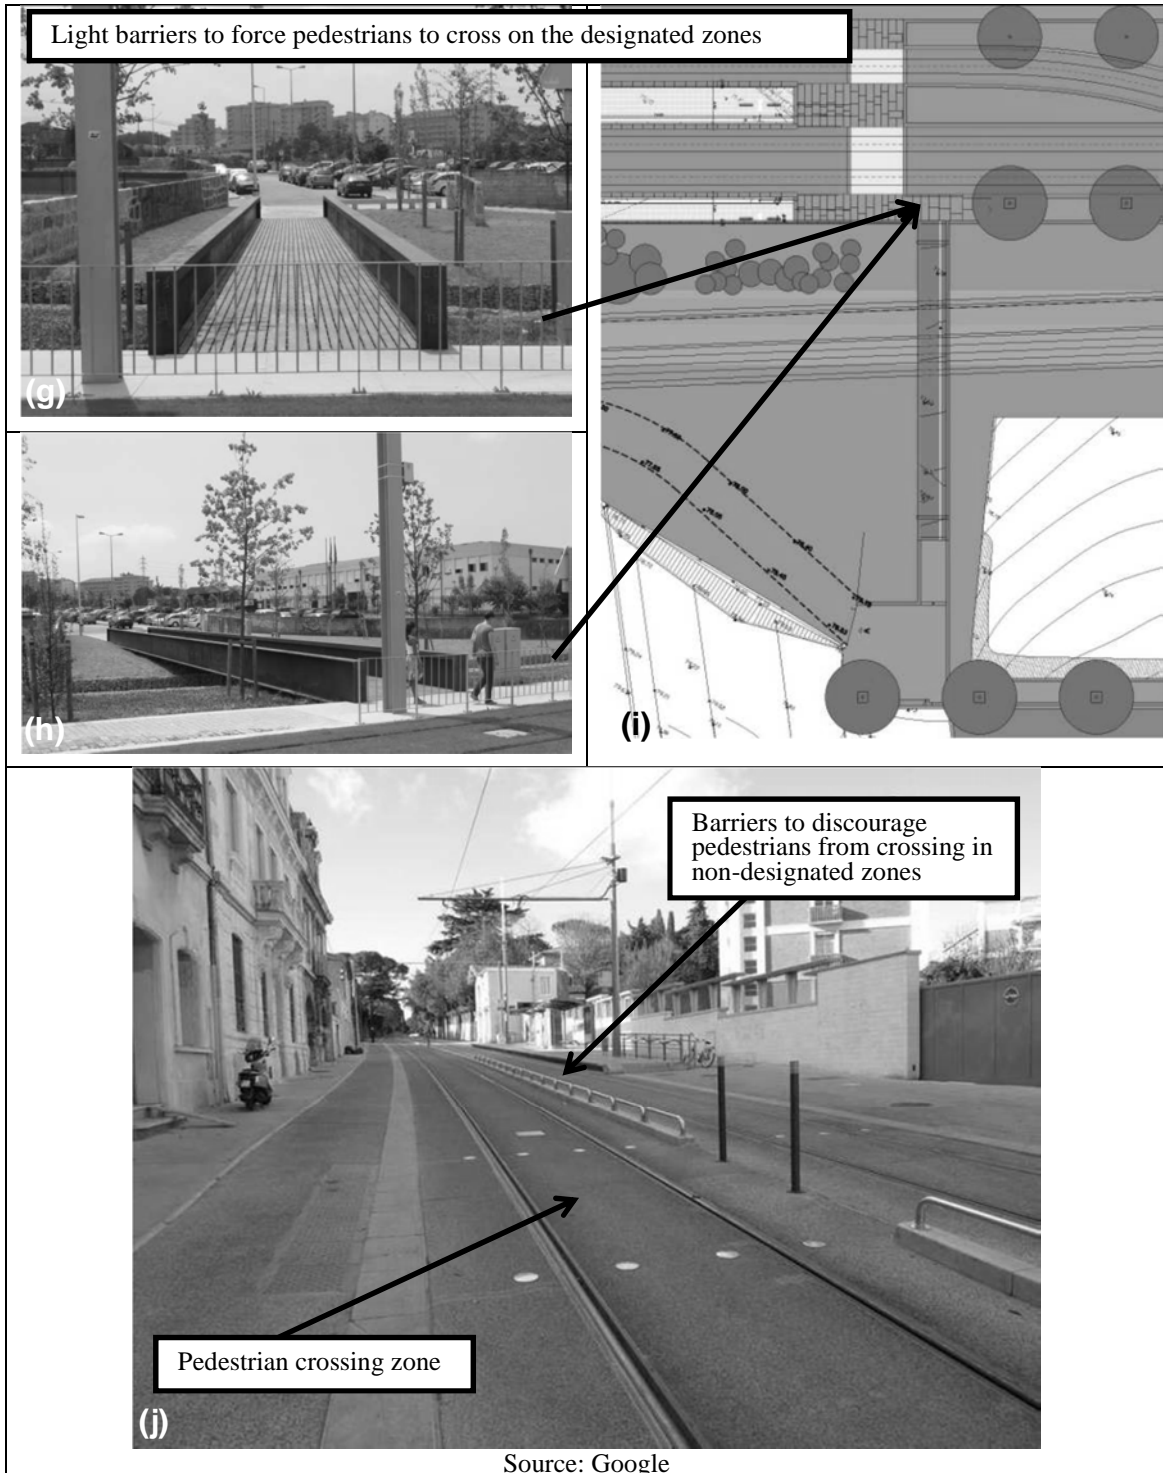 Light barriers to force pedestrians to cross on the designated zones
(g)
(h)
(i)
Barriers to discourage
pedestrians from crossing in
non-designated zones
Pedestrian crossing zone
(j)
Source: Google